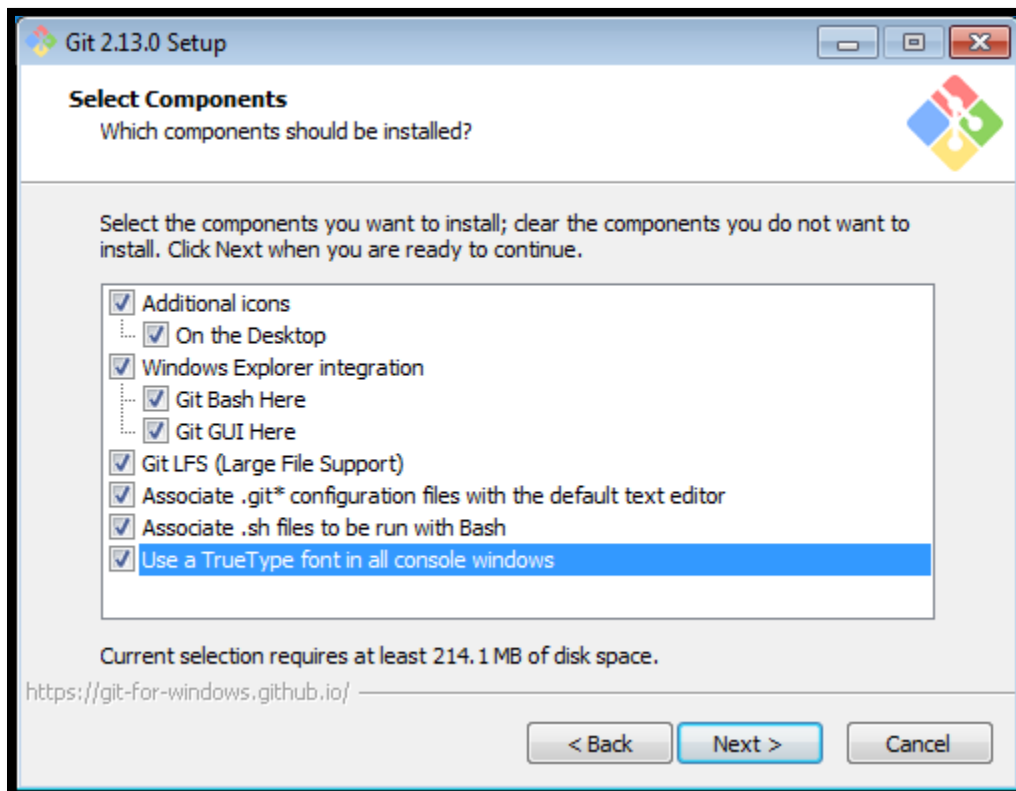 Git 2.13.0 Setup
Select Components
Which components should be installed?
Select the components you want to install; clear the components you do not want to
install. Click Next when you are ready to continue.
Additional icons
On the Desktop
Windows Explorer integration
Git Bash Here
Git GUI Here
Git LFS (Large File Support)
Associate .git* configuration files with the default text editor
Associate .sh files to be run with Bash
Use a TrueType font in all console windows
Current selection requires at least 214.1 MB of disk space.
https://git-for-windows.github.io/
< Back Next > Cancel